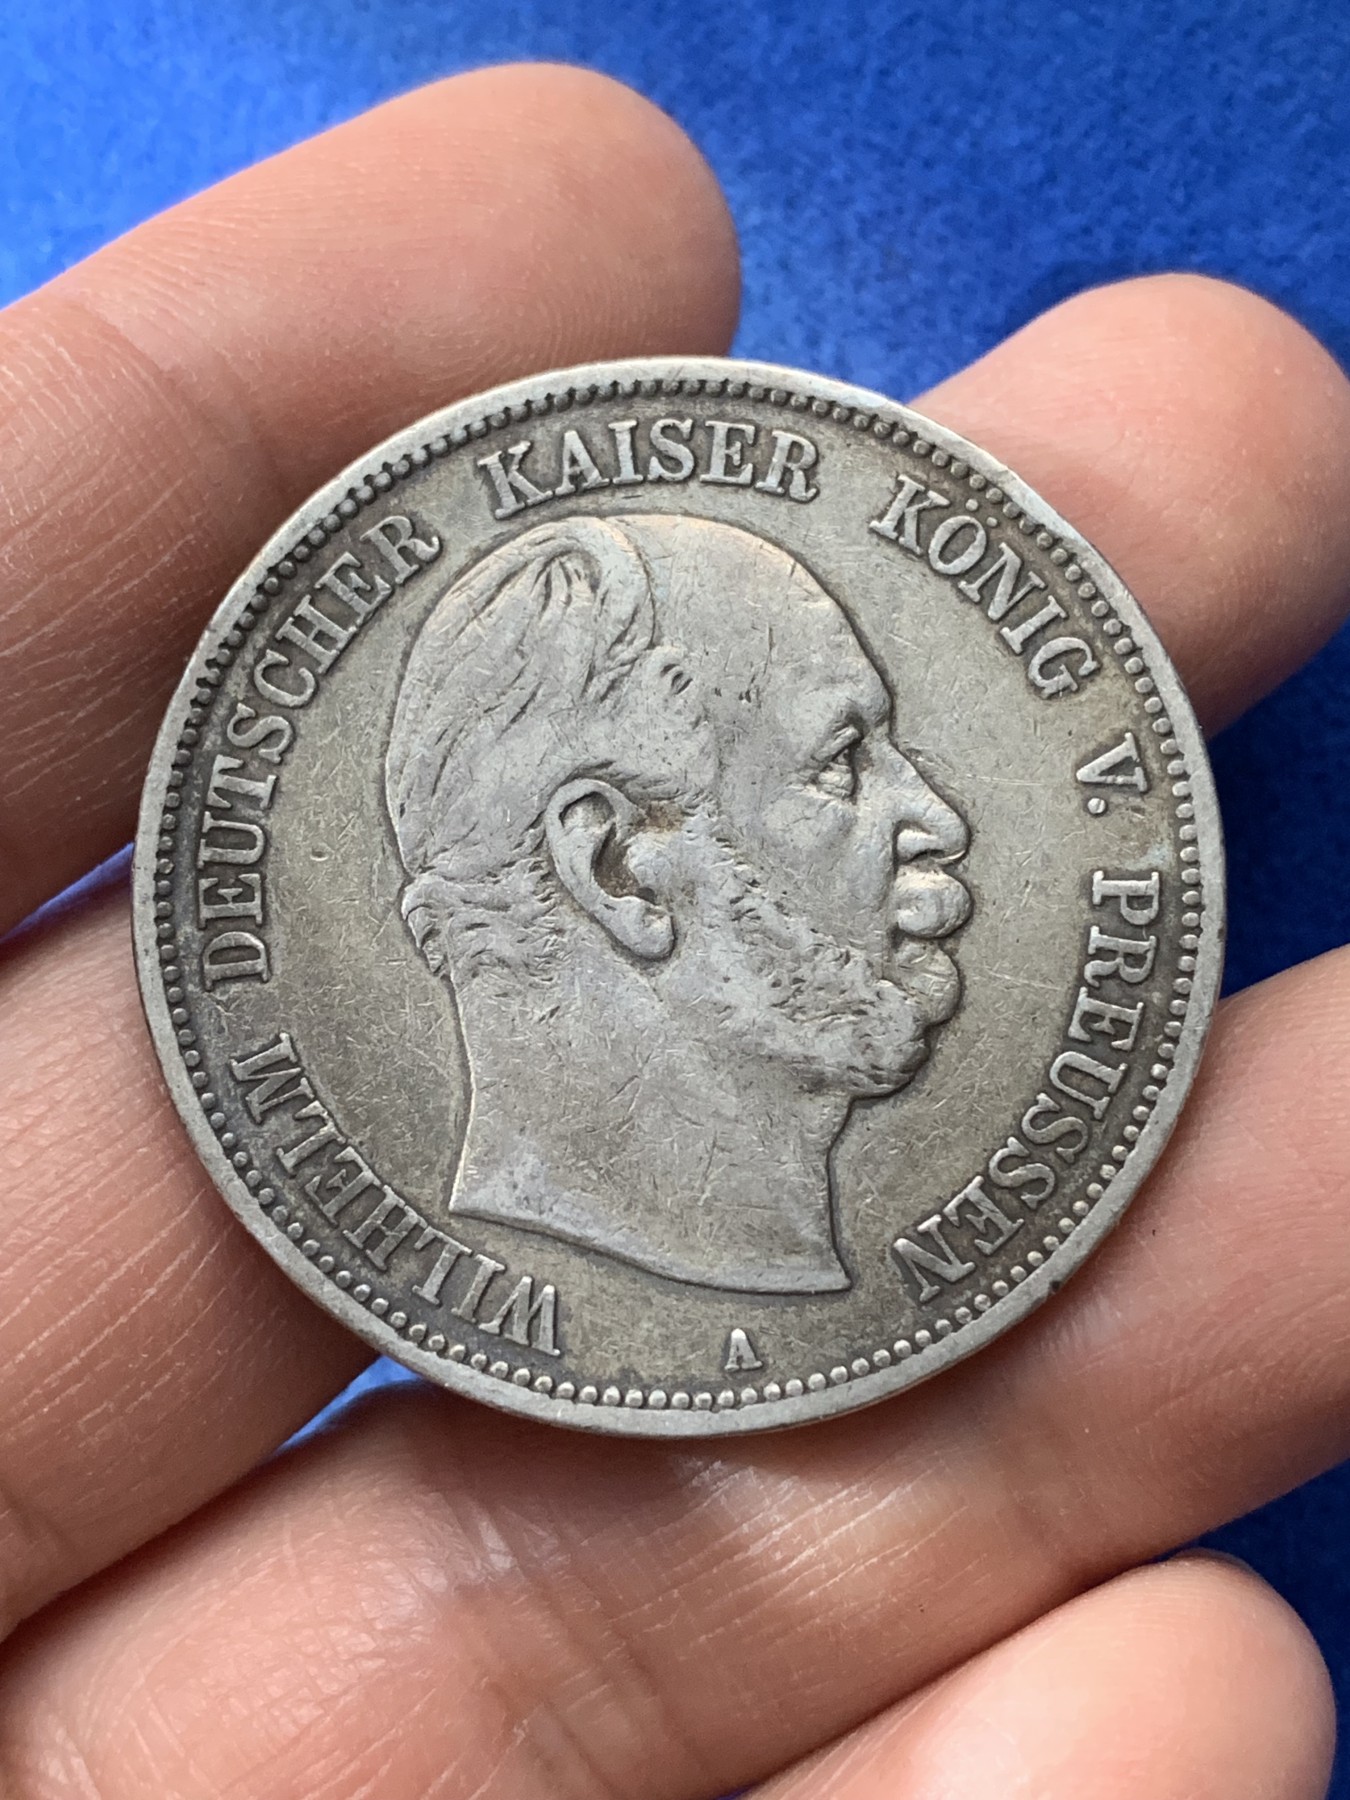 WILHELM DEUTSCHER KAISER KÖNIG V. PREUSSEN
A